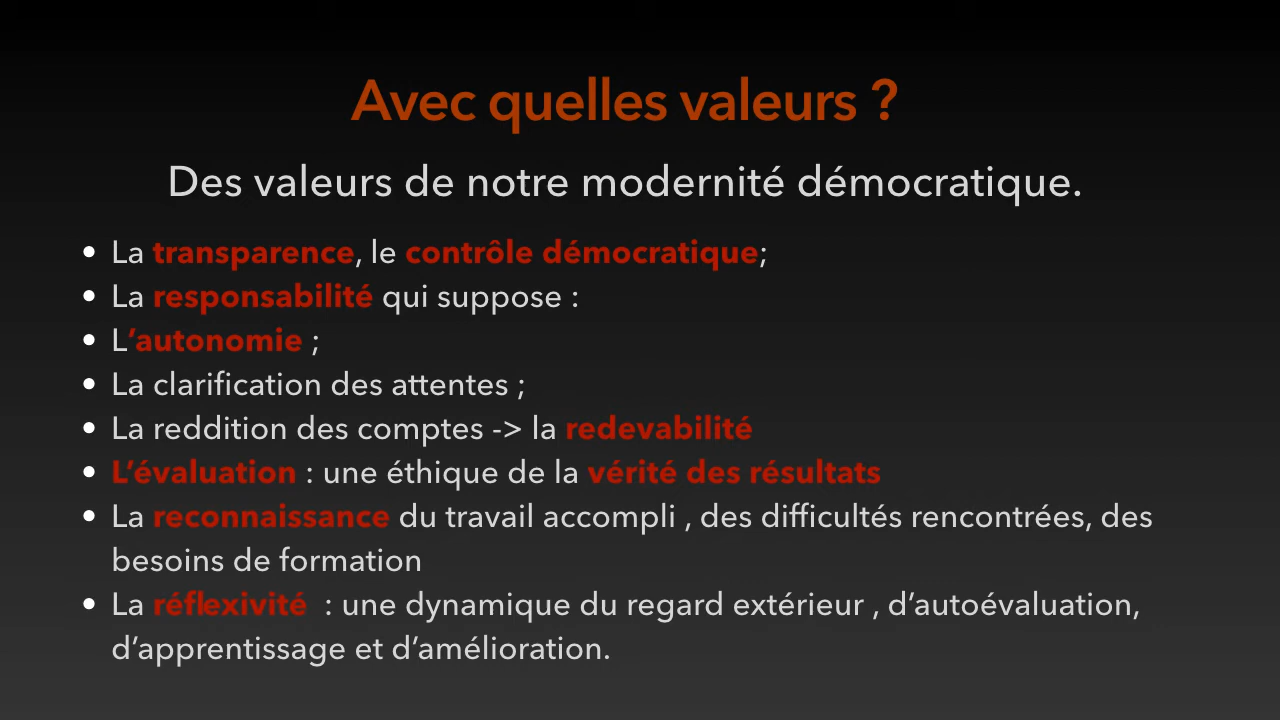 Avec quelles valeurs ?
Des valeurs de notre modernité démocratique.
• La transparence, le contrôle démocratique;
• La responsabilité qui suppose :
• L’autonomie ;
• La clarification des attentes ;
• La reddition des comptes -> la redevabilité
• L’évaluation : une éthique de la vérité des résultats
• La reconnaissance du travail accompli , des difficultés rencontrées, des
besoins de formation
• La réflexivité  : une dynamique du regard extérieur , d’autoévaluation,
d’apprentissage et d’amélioration.